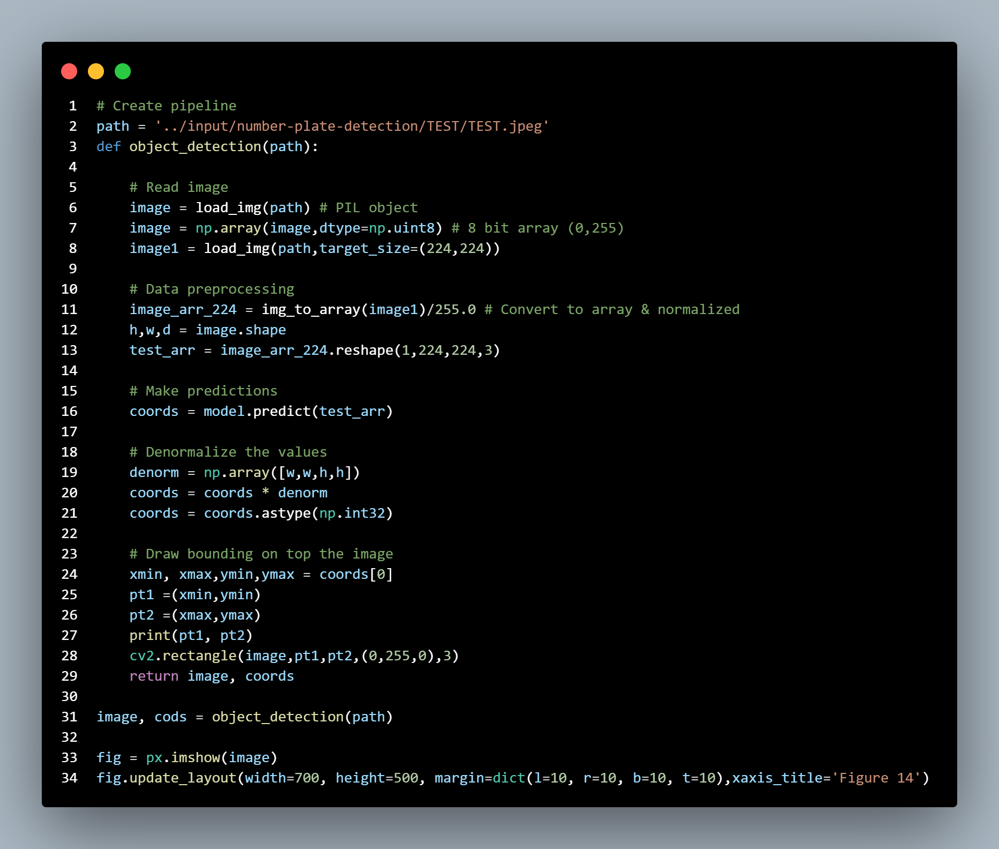 1 # Create pipeline
2 path = '../input/number-plate-detection/TEST/TEST.jpeg'
3 def object_detection(path):
4
5     # Read image
6     image = load_img(path) # PIL object
7     image = np.array(image,dtype=np.uint8) # 8 bit array (0,255)
8     image1 = load_img(path,target_size=(224,224))
9
10     # Data preprocessing
11     image_arr_224 = img_to_array(image1)/255.0 # Convert to array & normalized
12     h,w,d = image.shape
13     test_arr = image_arr_224.reshape(1,224,224,3)
14
15     # Make predictions
16     coords = model.predict(test_arr)
17
18     # Denormalize the values
19     denorm = np.array([w,w,h,h])
20     coords = coords * denorm
21     coords = coords.astype(np.int32)
22
23     # Draw bounding on top the image
24     xmin, xmax,ymin,ymax = coords[0]
25     pt1 =(xmin,ymin)
26     pt2 =(xmax,ymax)
27     print(pt1, pt2)
28     cv2.rectangle(image,pt1,pt2,(0,255,0),3)
29     return image, coords
30
31 image, cods = object_detection(path)
32
33 fig = px.imshow(image)
34 fig.update_layout(width=700, height=500, margin=dict(l=10, r=10, b=10, t=10),xaxis_title='Figure 14')